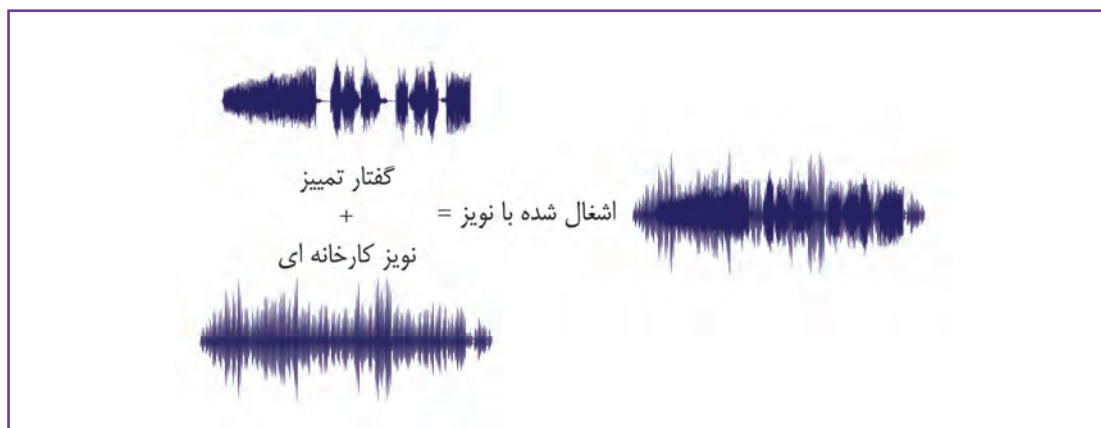 گفتار تمییز
+
نویز کارخانه ای
= اشغال شده با نویز